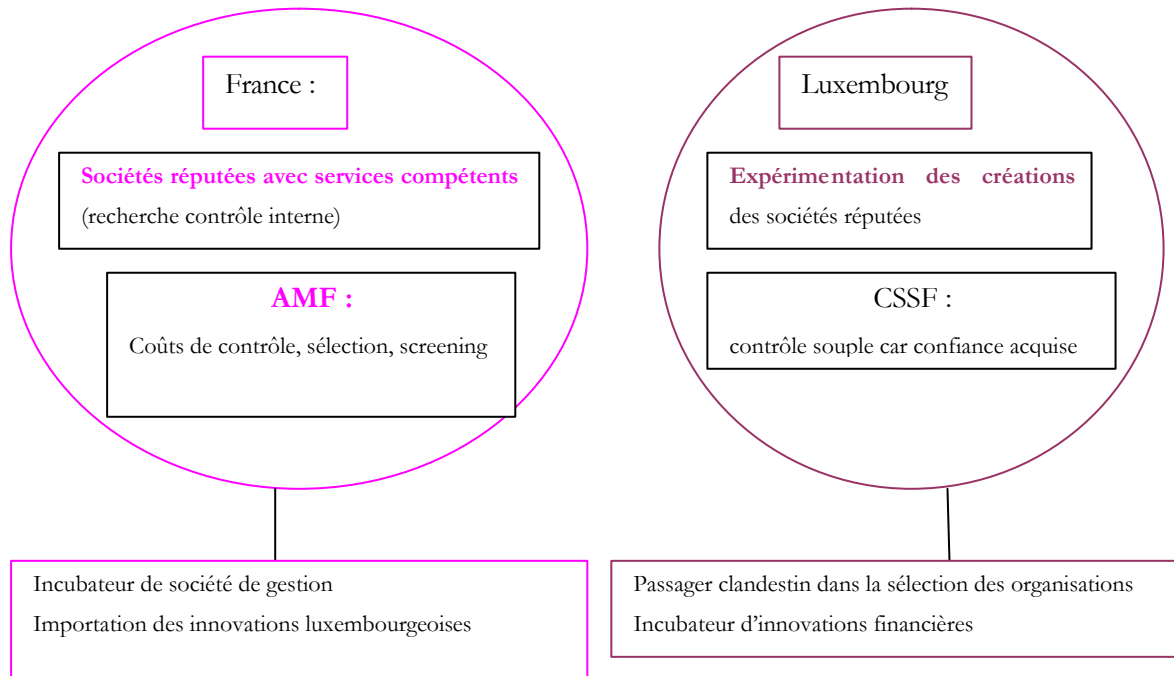 France :
Sociétés réputées avec services compétents
(recherche contrôle interne)
AMF :
Coûts de contrôle, sélection, screening
Incubateur de société de gestion
Importation des innovations luxembourgeoises
Luxembourg
Expérimentation des créations
des sociétés réputées
CSSF :
contrôle souple car confiance acquise
Passager clandestin dans la sélection des organisations
Incubateur d’innovations financières